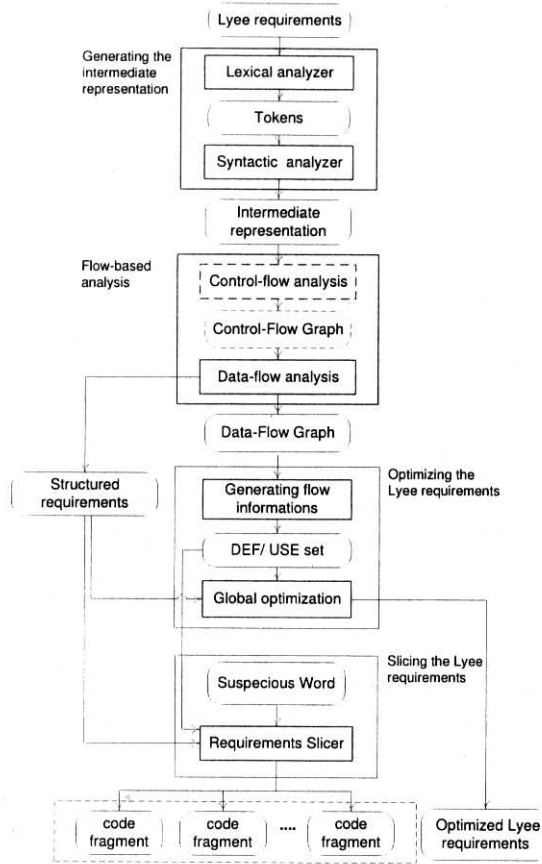 Lyee requirements
Generating the
intermediate
representation
Lexical analyzer
Tokens
Syntactic analyzer
Intermediate
representation
Flow-based
analysis
Control-flow analysis
Control-Flow Graph
Data-flow analysis
Data-Flow Graph
Structured
requirements
Optimizing the
Lyee requirements
Generating flow
informations
DEF/ USE set
Global optimization
Slicing the Lyee
requirements
Suspecious Word
Requirements Slicer
code
fragment
code
fragment
....
code
fragment
Optimized Lyee
requirements